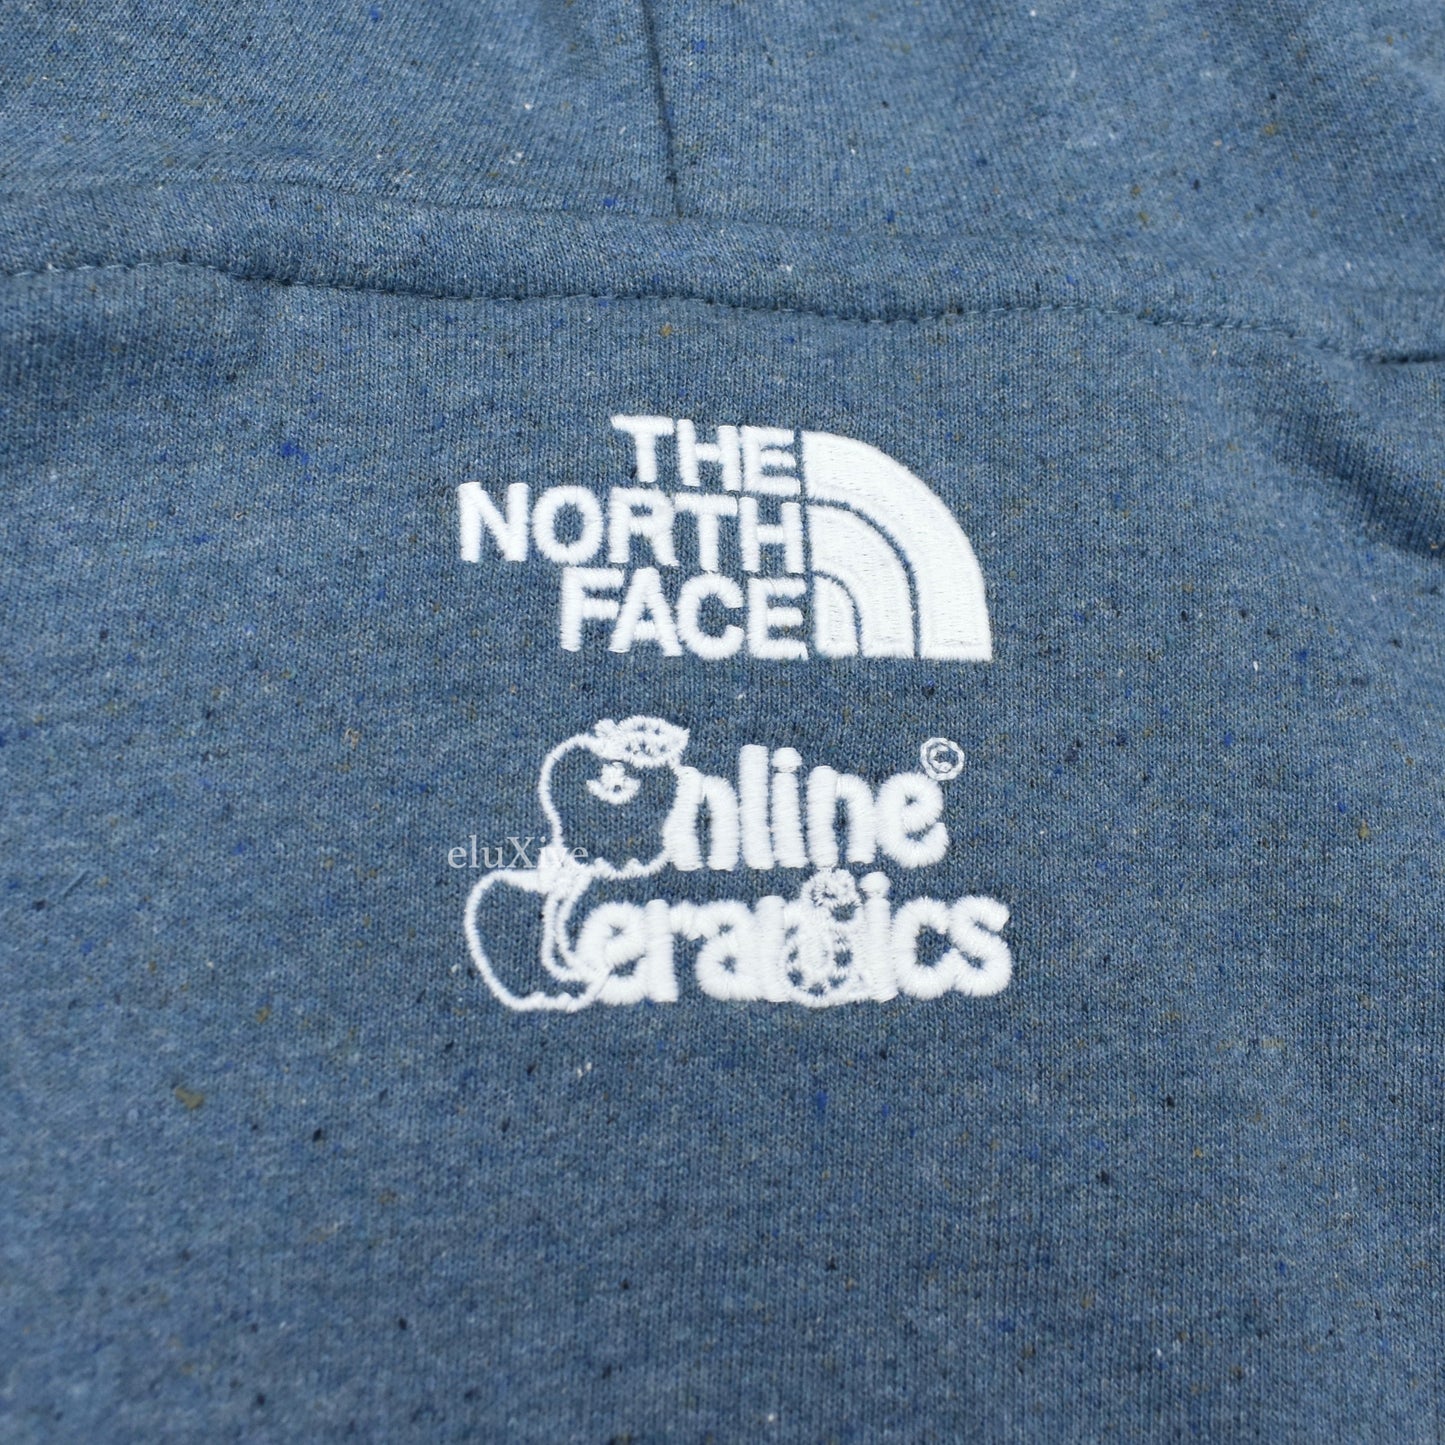 THE
NORTH
FACE
Online©
Ceramics
eluXive